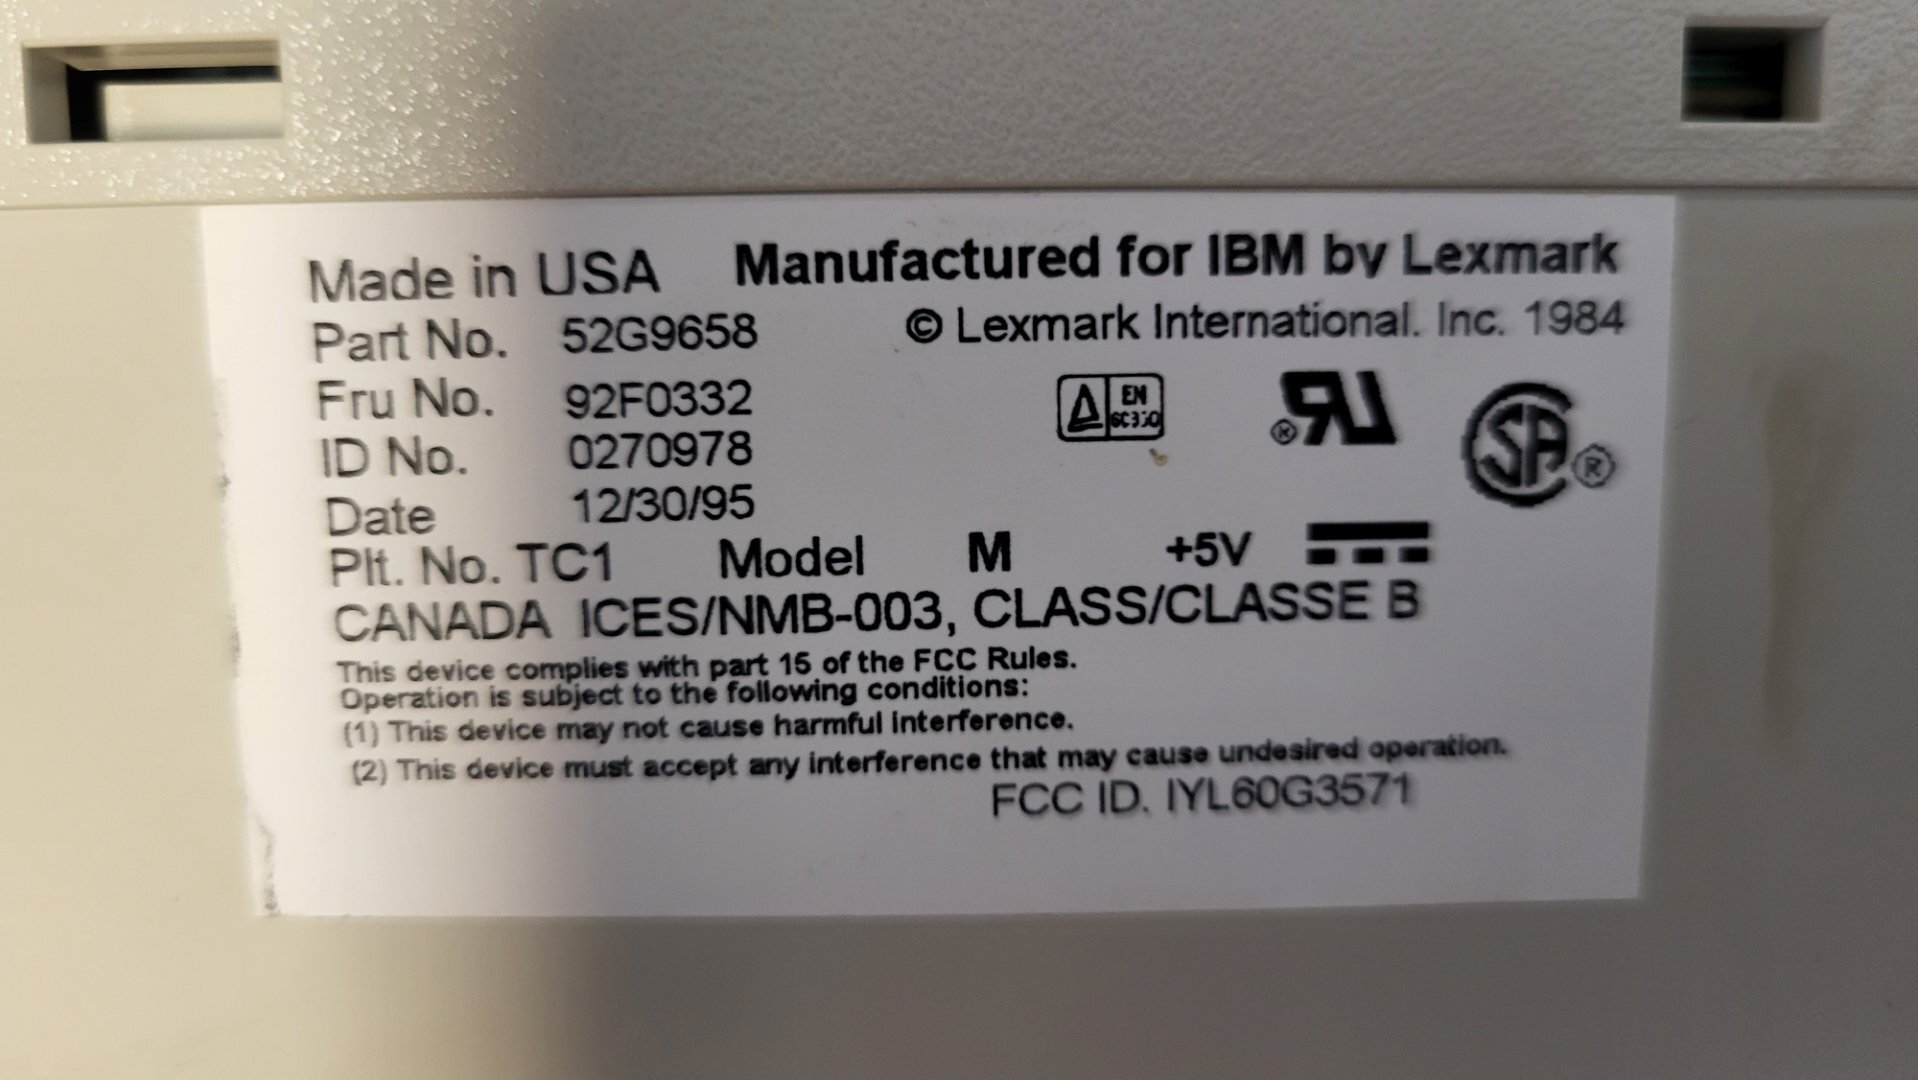 Made in USA Manufactured for IBM by Lexmark
Part No. 52G9658 © Lexmark International. Inc. 1984
Fru No. 92F0332
EN
ID No. 0270978
Date 12/30/95
Plt. No. TC1 Model M +5V
CANADA ICES/NMB-003, CLASS/CLASSE B
This device complies with part 15 of the FCC Rules.
Operation is subject to the following conditions:
(1) This device may not cause harmful interference.
(2) This device must accept any interference that may cause undesired operation.
FCC ID. IYL60G3571